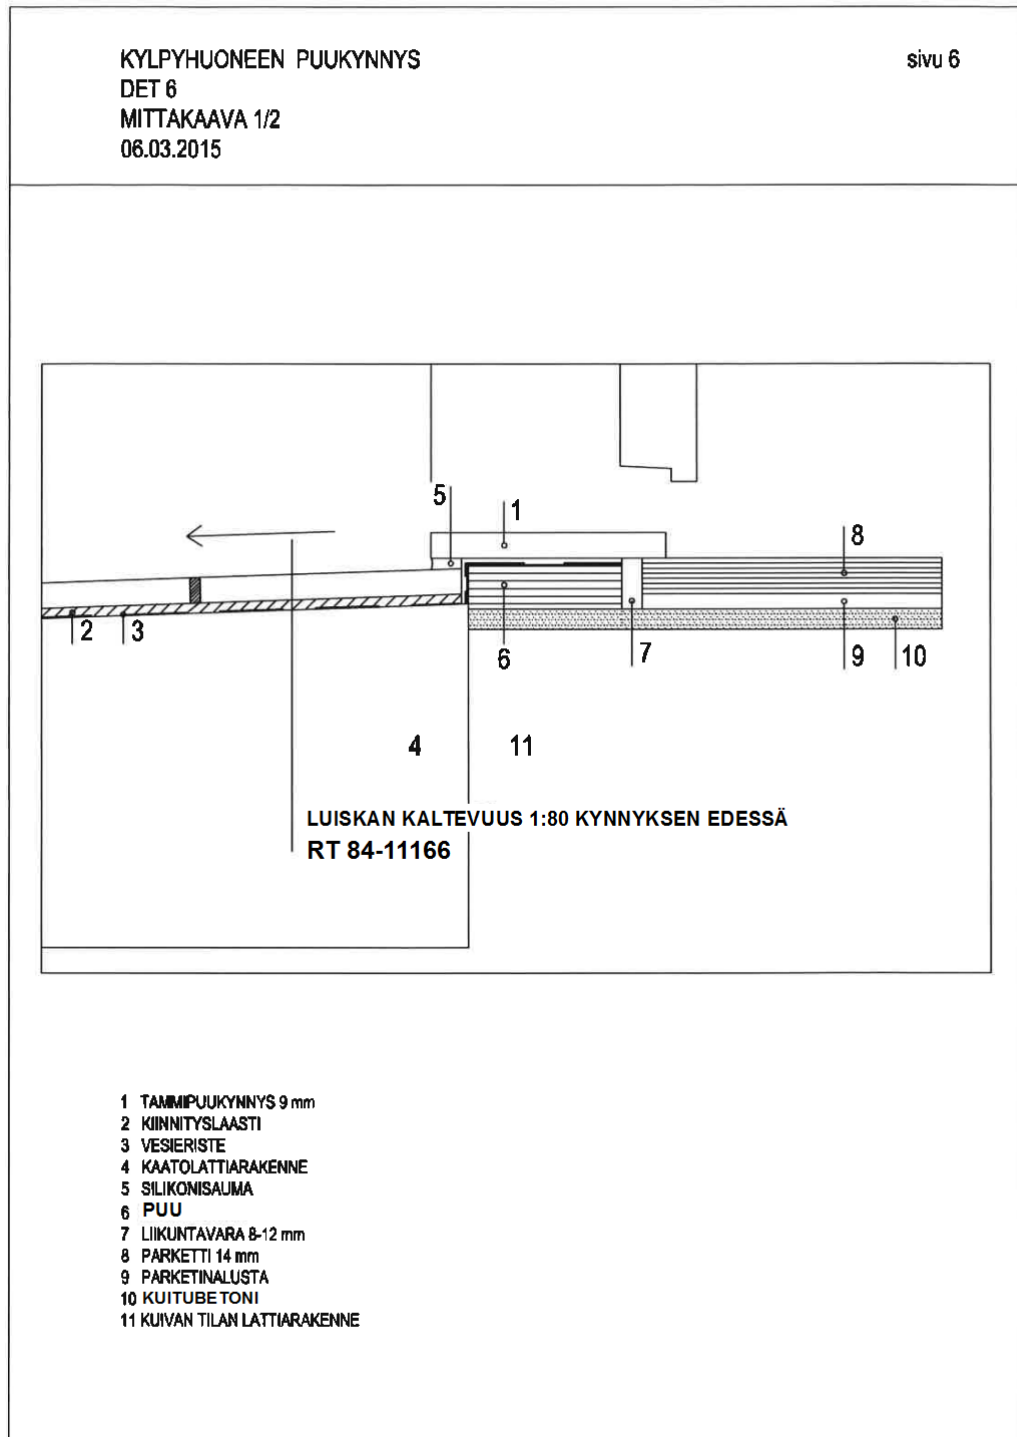 KYLPYHUONEEN PUUKYNNYS
sivu 6
DET 6
MITTAKAAVA 1/2
06.03.2015
5
1
8
2
3
6
7
9
10
4
11
LUISKAN KALTEVUUS 1:80 KYNNYKSEN EDESSÄ
RT 84-11166
1 TAMMIPUUKYNNYS 9 mm
2 KIINNITYSLAASTI
3 VESIERISTE
4 KAATOLATTIARAKENNE
5 SILIKONISAUMA
6 PUU
7 LIIKUNTAVARA 8-12 mm
8 PARKETTI 14 mm
9 PARKETINALUSTA
10 KUITUBETONI
11 KUIVAN TILAN LATTIARAKENNE